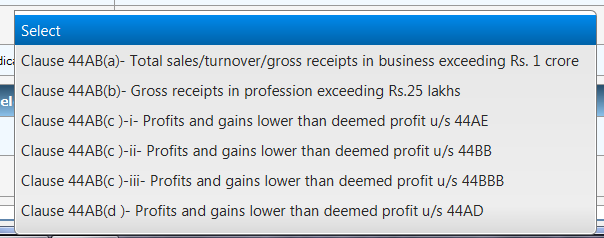 Select
Clause 44AB(a)- Total sales/turnover/gross receipts in business exceeding Rs. 1 crore
Clause 44AB(b)- Gross receipts in profession exceeding Rs.25 lakhs
Clause 44AB(c )-i- Profits and gains lower than deemed profit u/s 44AE
Clause 44AB(c )-ii- Profits and gains lower than deemed profit u/s 44BB
Clause 44AB(c )-iii- Profits and gains lower than deemed profit u/s 44BBB
Clause 44AB(d )- Profits and gains lower than deemed profit u/s 44AD